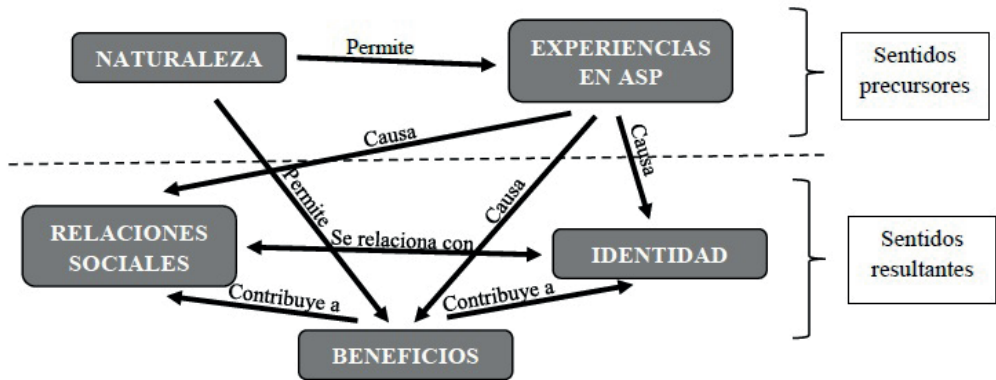 NATURALEZA
Permite
EXPERIENCIAS
EN ASP
Sentidos
precursores
Causa
Causa
Permite
Causa
RELACIONES
SOCIALES
Se relaciona con
IDENTIDAD
Sentidos
resultantes
Contribuye a
Contribuye a
BENEFICIOS